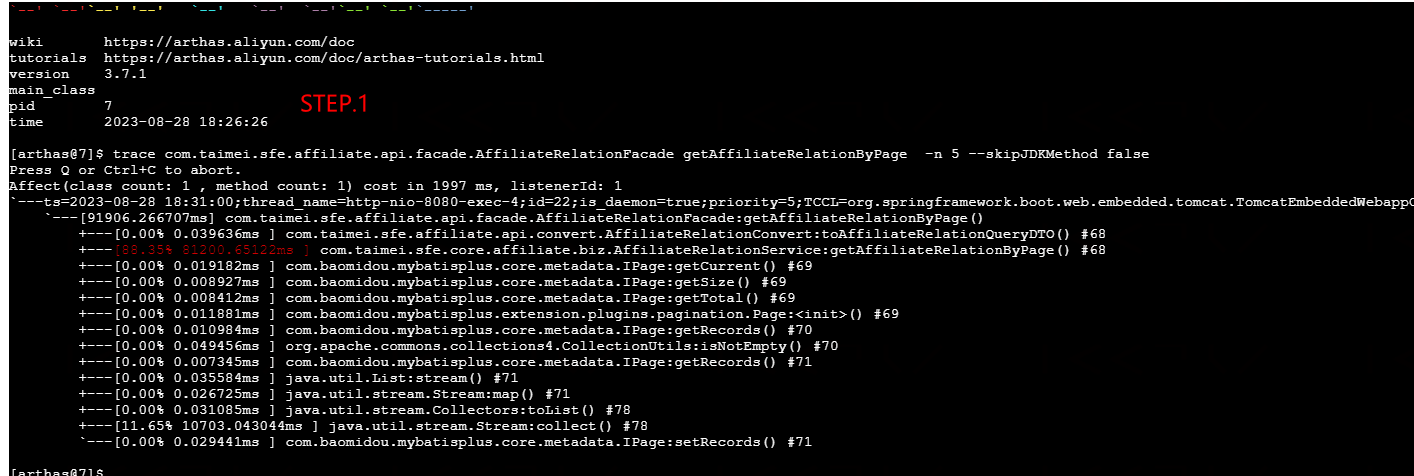 wiki https://arthas.aliyun.com/doc
tutorials https://arthas.aliyun.com/doc/arthas-tutorials.html
version 3.7.1
main_class
pid 7
STEP.1
time 2023-08-28 18:26:26
[arthas@7]$ trace com.taimei.sfe.affiliate.api.facade.AffiliateRelationFacade getAffiliateRelationByPage -n 5 --skipJDKMethod false
Press Q or Ctrl+C to abort.
Affect(class count: 1 , method count: 1) cost in 1997 ms, listenerId: 1
`---ts=2023-08-28 18:31:00;thread_name=http-nio-8080-exec-4;id=22;is_daemon=true;priority=5;TCCL=org.springframework.boot.web.embedded.tomcat.TomcatEmbeddedWebappC
`---[91906.266707ms] com.taimei.sfe.affiliate.api.facade.AffiliateRelationFacade:getAffiliateRelationByPage()
+---[0.00% 0.039636ms ] com.taimei.sfe.affiliate.api.convert.AffiliateRelationConvert:toAffiliateRelationQueryDTO() #68
+---[88.35% 81200.65122ms ] com.taimei.sfe.core.affiliate.biz.AffiliateRelationService:getAffiliateRelationByPage() #68
+---[0.00% 0.019182ms ] com.baomidou.mybatisplus.core.metadata.IPage:getCurrent() #69
+---[0.00% 0.008927ms ] com.baomidou.mybatisplus.core.metadata.IPage:getSize() #69
+---[0.00% 0.008412ms ] com.baomidou.mybatisplus.core.metadata.IPage:getTotal() #69
+---[0.00% 0.011881ms ] com.baomidou.mybatisplus.extension.plugins.pagination.Page:<init>() #69
+---[0.00% 0.010984ms ] com.baomidou.mybatisplus.core.metadata.IPage:getRecords() #70
+---[0.00% 0.049456ms ] org.apache.commons.collections4.CollectionUtils:isNotEmpty() #70
+---[0.00% 0.007345ms ] com.baomidou.mybatisplus.core.metadata.IPage:getRecords() #71
+---[0.00% 0.035584ms ] java.util.List:stream() #71
+---[0.00% 0.026725ms ] java.util.stream.Stream:map() #71
+---[0.00% 0.031085ms ] java.util.stream.Collectors:toList() #78
+---[11.65% 10703.043044ms ] java.util.stream.Stream:collect() #78
`---[0.00% 0.029441ms ] com.baomidou.mybatisplus.core.metadata.IPage:setRecords() #71
[arthas@7]$